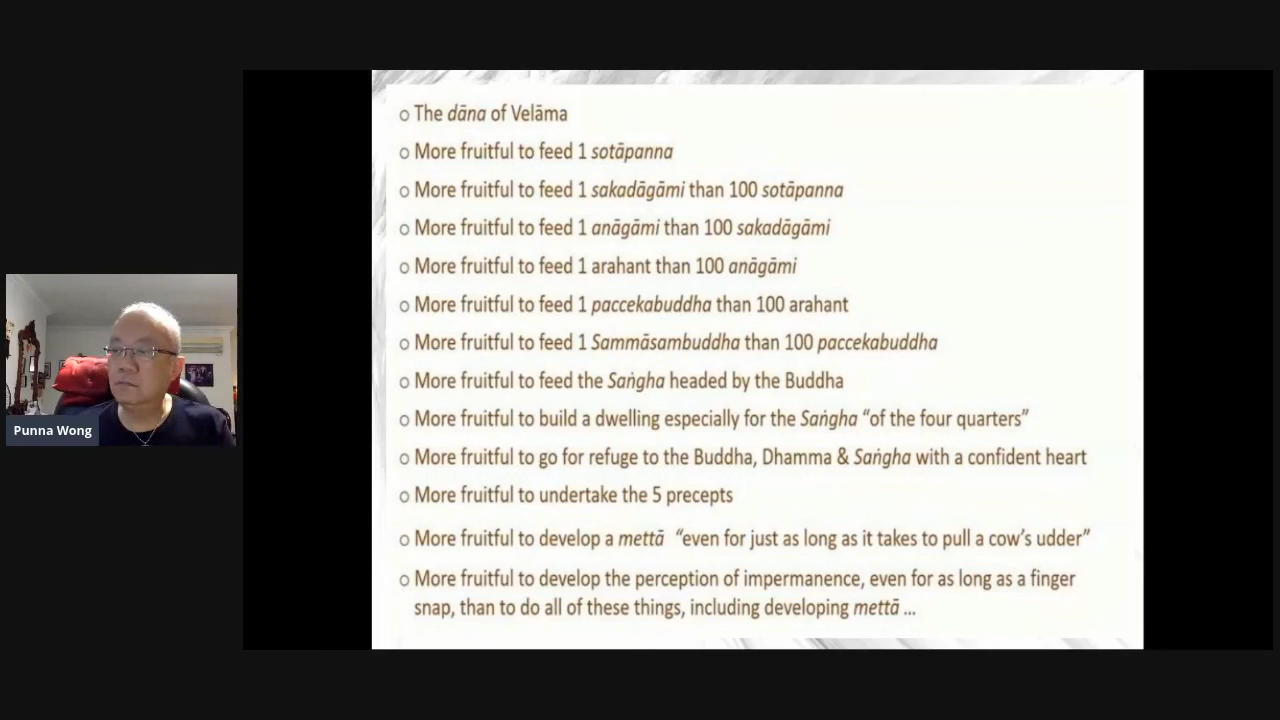 o The dāna of Velāma
o More fruitful to feed 1 sotāpanna
o More fruitful to feed 1 sakadāgāmi than 100 sotāpanna
o More fruitful to feed 1 anāgāmi than 100 sakadāgāmi
o More fruitful to feed 1 arahant than 100 anāgāmi
o More fruitful to feed 1 paccekabuddha than 100 arahant
o More fruitful to feed 1 Sammāsambuddha than 100 paccekabuddha
o More fruitful to feed the Saṅgha headed by the Buddha
o More fruitful to build a dwelling especially for the Saṅgha “of the four quarters”
o More fruitful to go for refuge to the Buddha, Dhamma & Saṅgha with a confident heart
o More fruitful to undertake the 5 precepts
o More fruitful to develop a mettā “even for just as long as it takes to pull a cow’s udder”
o More fruitful to develop the perception of impermanence, even for as long as a finger
snap, than to do all of these things, including developing mettā ...
Punna Wong